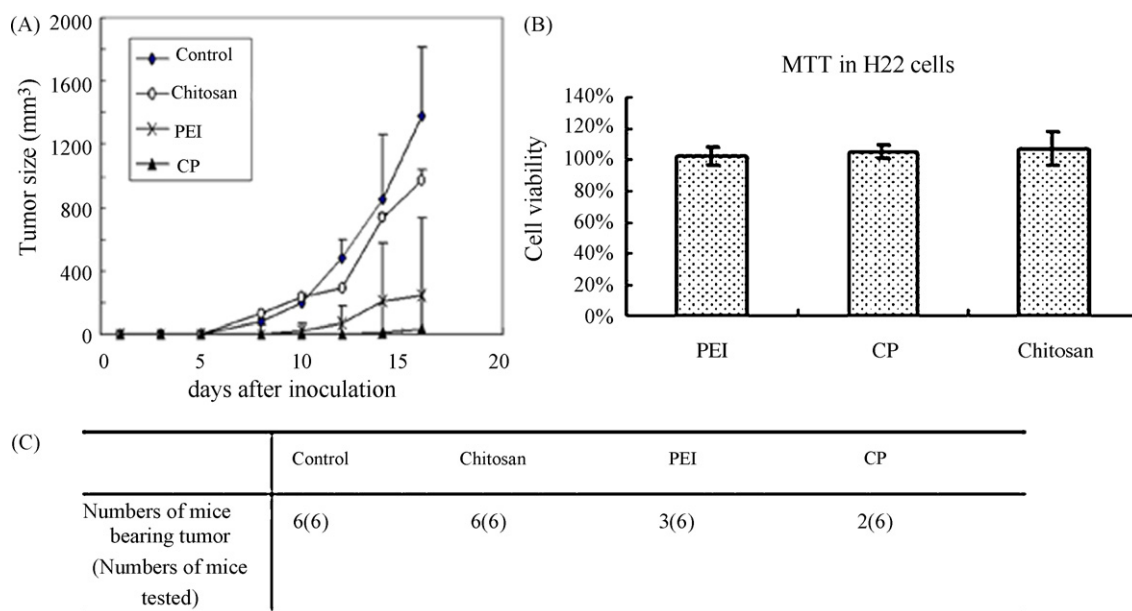 (A)
2000
1600
1200
800
400
0
Tumor size (mm³)
Control
Chitosan
PEI
CP
0 5 10 15 20
days after inoculation
(B)
MTT in H22 cells
140%
120%
100%
80%
60%
40%
20%
0%
Cell viability
PEI CP Chitosan
(C)
Control Chitosan PEI CP
Numbers of mice 6(6) 6(6) 3(6) 2(6)
bearing tumor
(Numbers of mice
tested)